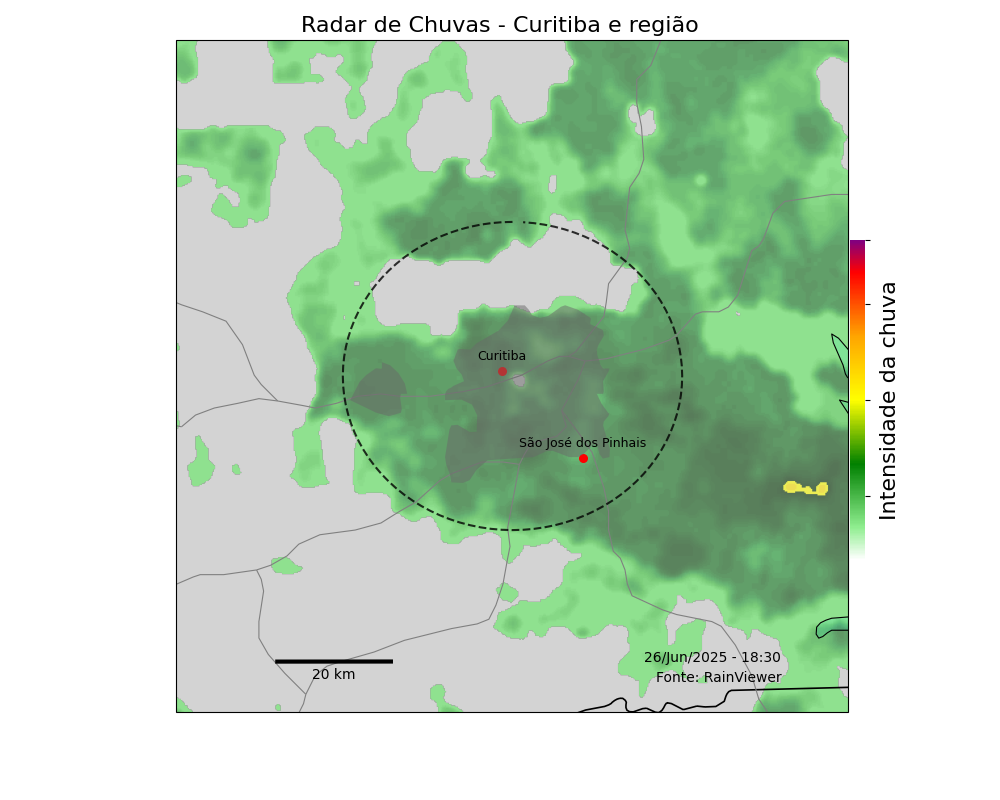 Radar de Chuvas - Curitiba e região
Curitiba
São José dos Pinhais
Intensidade da chuva
26/Jun/2025 - 18:30
Fonte: RainViewer
20 km